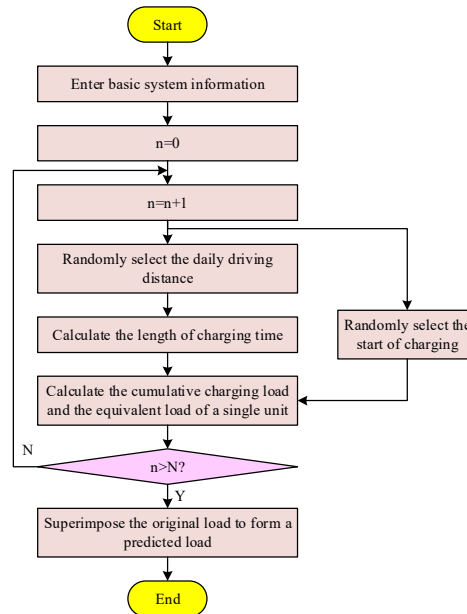 Start
Enter basic system information
n=0
n=n+1
Randomly select the daily driving
distance
Calculate the length of charging time
Randomly select the
start of charging
Calculate the cumulative charging load
and the equivalent load of a single unit
N
n>N?
Y
Superimpose the original load to form a
predicted load
End